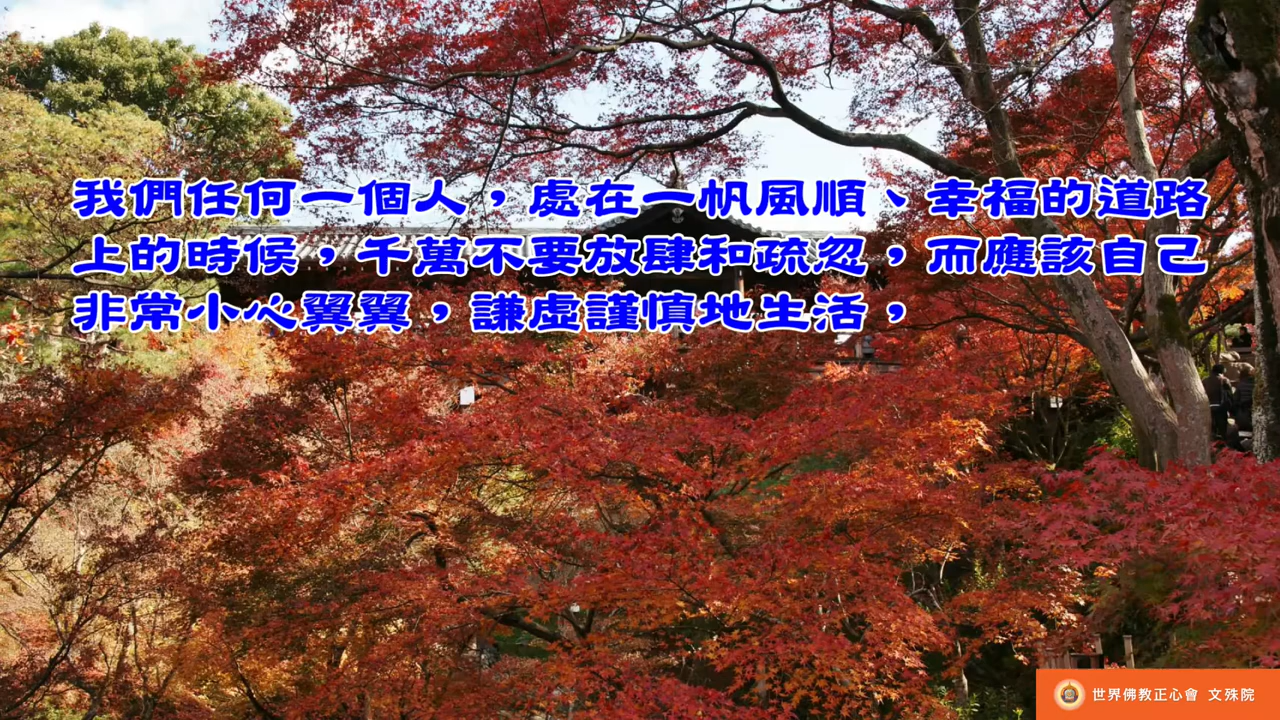 我們任何一個人，處在一帆風順、幸福的道路
上的時候，千萬不要放肆和疏忽，而應該自己
非常小心翼翼，謙虛謹慎地生活，
世界佛教正心會 文殊院